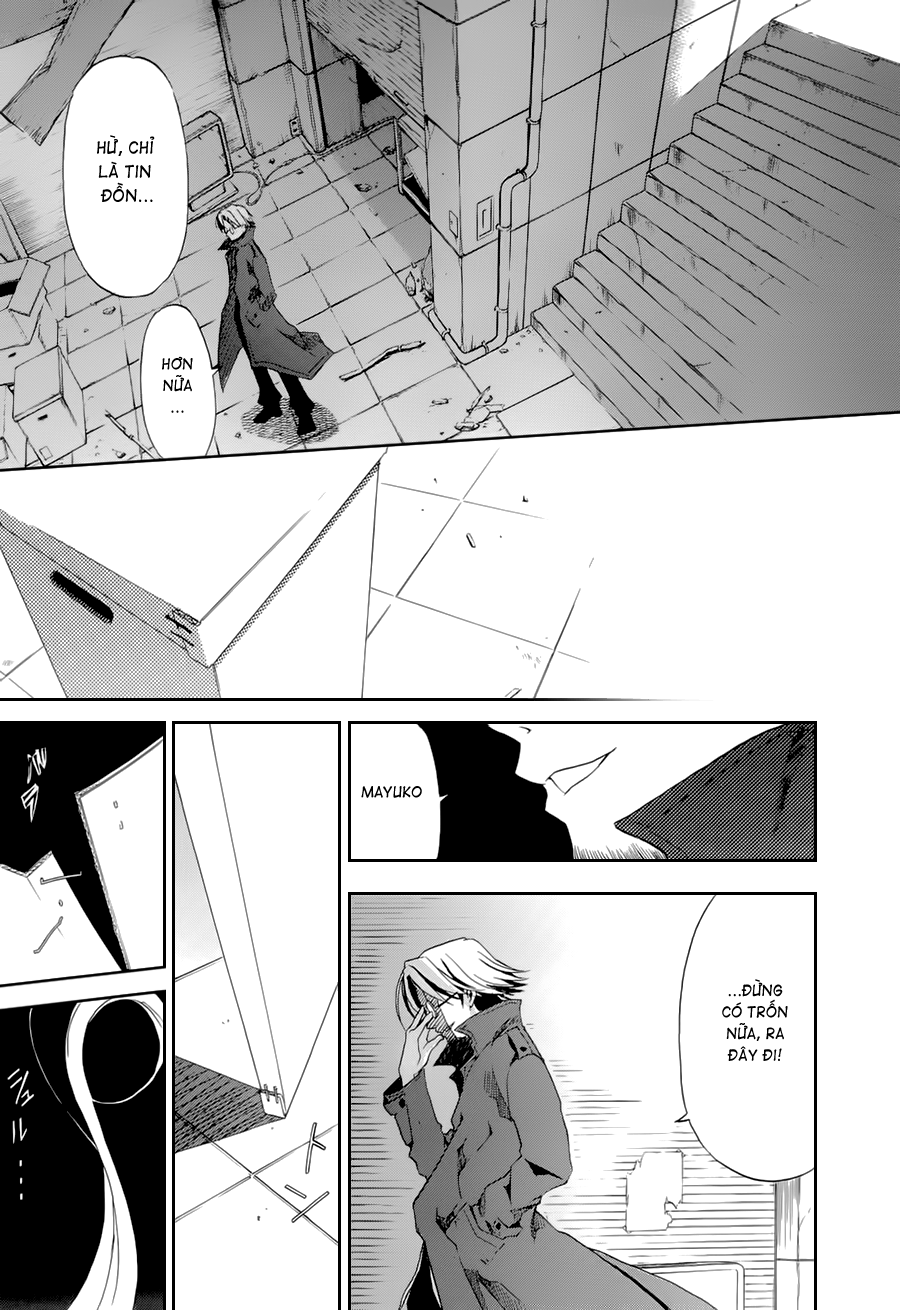 HỪ, CHỈ
LÀ TIN
ĐỒN...
HƠN
NỮA
...
MAYUKO
...ĐỪNG
CÓ TRỐN
NỮA, RA
ĐÂY ĐI!
シュル...